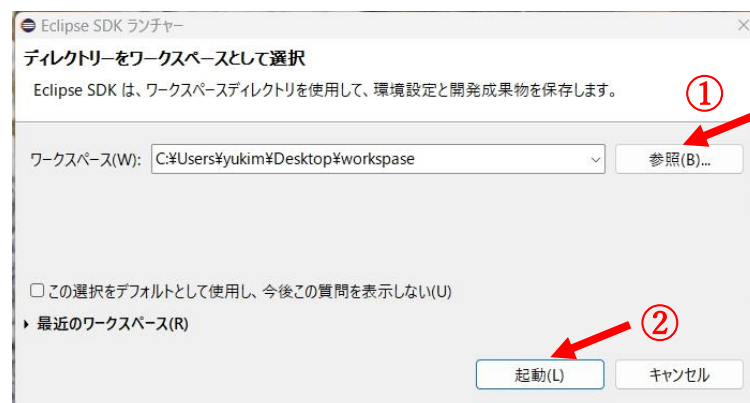 Eclipse SDK ランチャー
ディレクトリーをワークスペースとして選択
Eclipse SDK は、ワークスペースディレクトリを使用して、環境設定と開発成果物を保存します。
①
ワークスペース(W): C:¥Users¥yukim¥Desktop¥workspase 参照(B)...
この選択をデフォルトとして使用し、今後この質問を表示しない(U)
最近のワークスペース(R)
②
起動(L) キャンセル